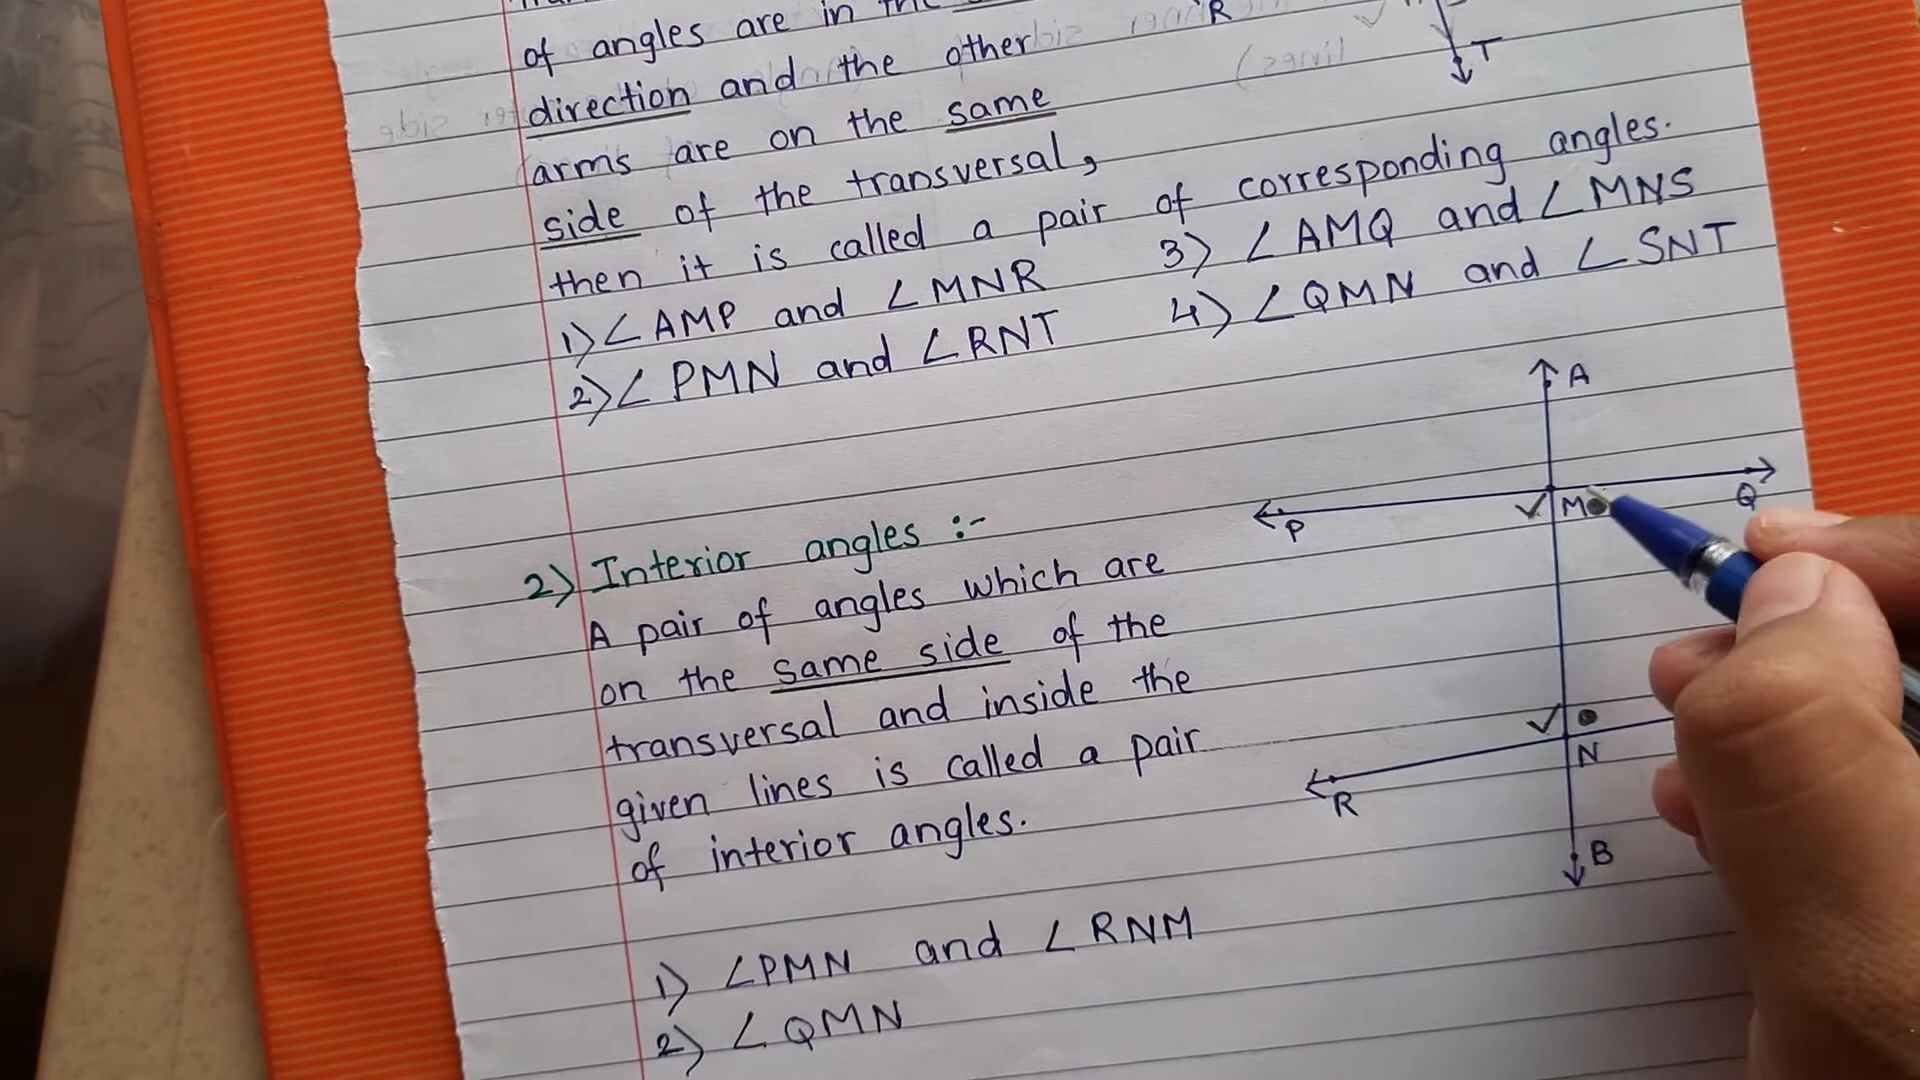 of angles are in the
direction and the other
arms are on the same
side of the transversal,
then it is called a pair of corresponding angles.
1) ∠AMP and ∠MNR
3) ∠AMQ and ∠MNS
2) ∠PMN and ∠RNT
4) ∠QMN and ∠SNT
R
T
2) Interior angles :-
A pair of angles which are
on the same side of the
transversal and inside the
given lines is called a pair
of interior angles.
1) ∠PMN and ∠RNM
2) ∠QMN
A
P
M
Q
N
R
B